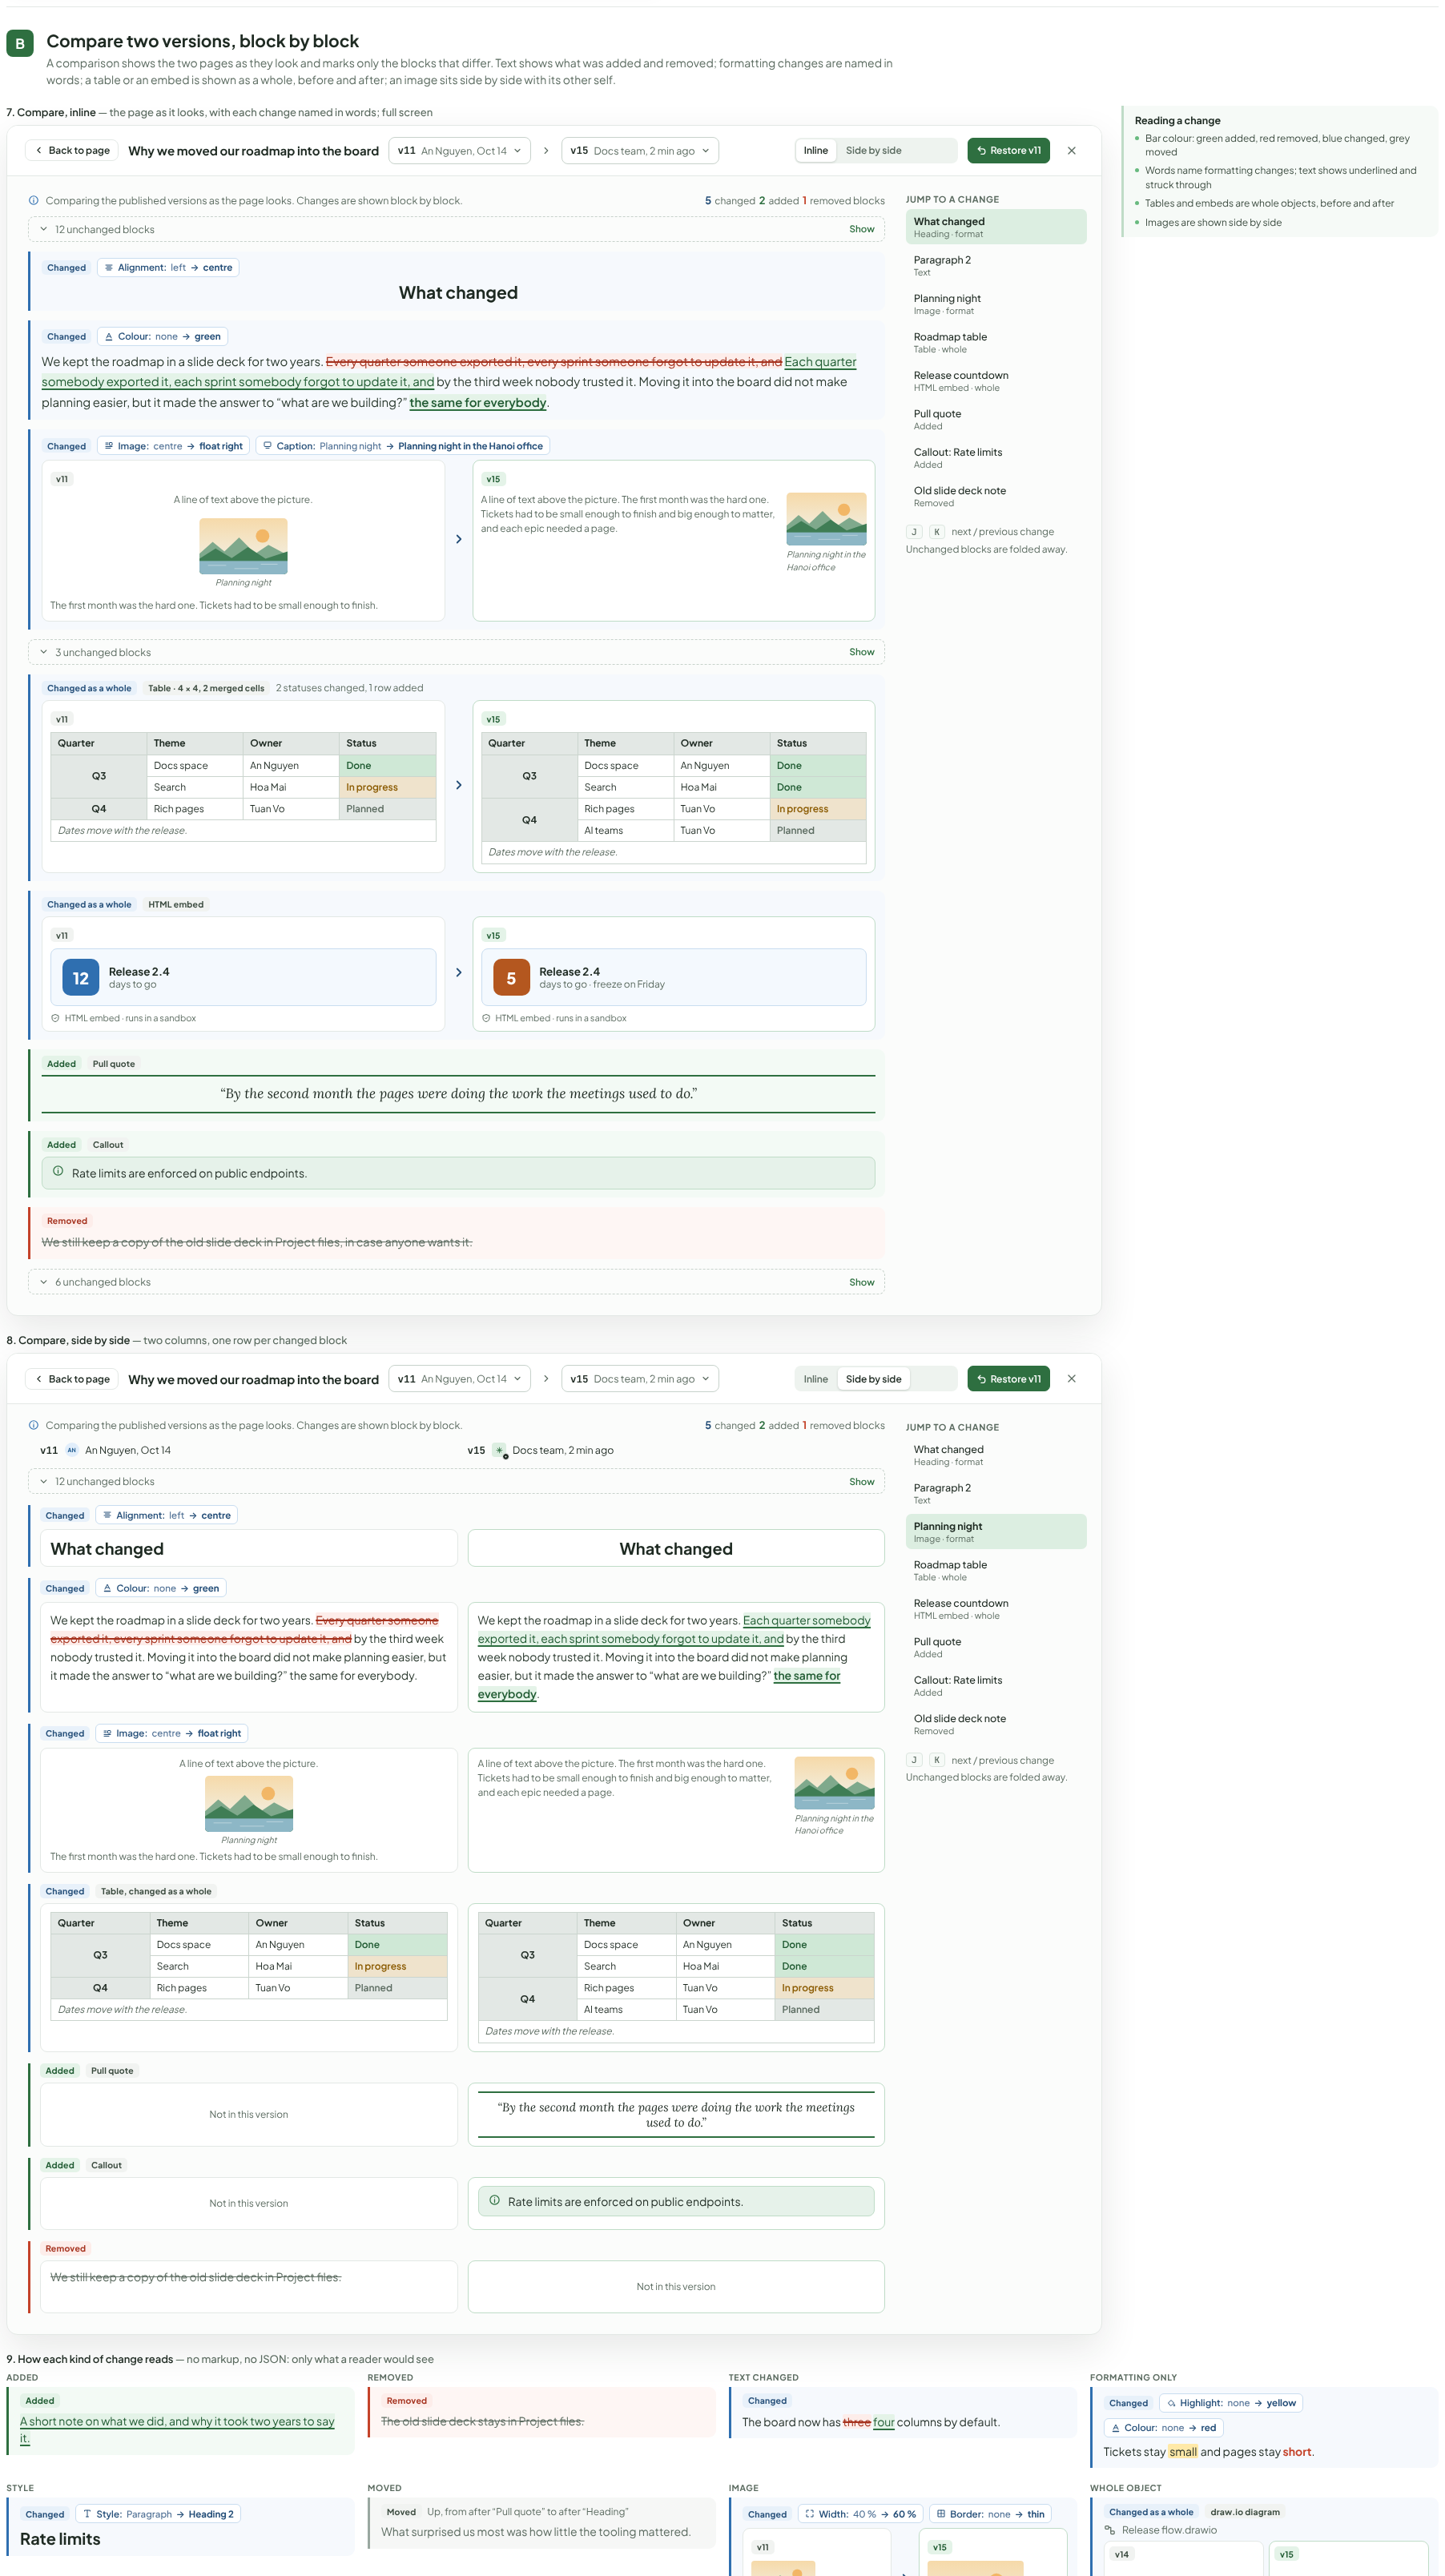 B
Compare two versions, block by block
A comparison shows the two pages as they look and marks only the blocks that differ. Text shows what was added and removed; formatting changes are named in
words; a table or an embed is shown as a whole, before and after; an image sits side by side with its other self.
7. Compare, inline — the page as it looks, with each change named in words; full screen
Back to page
Why we moved our roadmap into the board
v11 An Nguyen, Oct 14
v15 Docs team, 2 min ago
Inline
Side by side
Restore v11
Comparing the published versions as the page looks. Changes are shown block by block.
5 changed 2 added 1 removed blocks
12 unchanged blocks
Show
Changed
Alignment: left → centre
What changed
Changed
Colour: none → green
We kept the roadmap in a slide deck for two years. Every quarter someone exported it, every sprint someone forgot to update it, and Each quarter
somebody exported it, each sprint somebody forgot to update it, and by the third week nobody trusted it. Moving it into the board did not make
planning easier, but it made the answer to “what are we building?” the same for everybody.
Changed
Image: centre → float right
Caption: Planning night → Planning night in the Hanoi office
v11
A line of text above the picture.
Planning night
The first month was the hard one. Tickets had to be small enough to finish.
v15
A line of text above the picture. The first month was the hard one.
Tickets had to be small enough to finish and big enough to matter,
and each epic needed a page.
Planning night in the
Hanoi office
3 unchanged blocks
Show
Changed as a whole
Table · 4 × 4, 2 merged cells
2 statuses changed, 1 row added
v11
Quarter Theme Owner Status
Q3
Docs space An Nguyen Done
Search Hoa Mai In progress
Q4 Rich pages Tuan Vo Planned
Dates move with the release.
v15
Quarter Theme Owner Status
Q3
Docs space An Nguyen Done
Search Hoa Mai Done
Q4
Rich pages Tuan Vo In progress
AI teams Tuan Vo Planned
Dates move with the release.
Changed as a whole
HTML embed
v11
12
Release 2.4
days to go
HTML embed · runs in a sandbox
v15
5
Release 2.4
days to go · freeze on Friday
HTML embed · runs in a sandbox
Added
Pull quote
“By the second month the pages were doing the work the meetings used to do.”
Added
Callout
Rate limits are enforced on public endpoints.
Removed
We still keep a copy of the old slide deck in Project files, in case anyone wants it.
6 unchanged blocks
Show
JUMP TO A CHANGE
What changed
Heading · format
Paragraph 2
Text
Planning night
Image · format
Roadmap table
Table · whole
Release countdown
HTML embed · whole
Pull quote
Added
Callout: Rate limits
Added
Old slide deck note
Removed
J K next / previous change
Unchanged blocks are folded away.
Reading a change
Bar colour: green added, red removed, blue changed, grey
moved
Words name formatting changes; text shows underlined and
struck through
Tables and embeds are whole objects, before and after
Images are shown side by side
8. Compare, side by side — two columns, one row per changed block
Back to page
Why we moved our roadmap into the board
v11 An Nguyen, Oct 14
v15 Docs team, 2 min ago
Inline
Side by side
Restore v11
Comparing the published versions as the page looks. Changes are shown block by block.
5 changed 2 added 1 removed blocks
v11 AN An Nguyen, Oct 14
v15 Docs team, 2 min ago
12 unchanged blocks
Show
Changed
Alignment: left → centre
What changed
What changed
Changed
Colour: none → green
We kept the roadmap in a slide deck for two years. Every quarter someone
exported it, every sprint someone forgot to update it, and by the third week
nobody trusted it. Moving it into the board did not make planning easier, but
it made the answer to “what are we building?” the same for everybody.
We kept the roadmap in a slide deck for two years. Each quarter somebody
exported it, each sprint somebody forgot to update it, and by the third
week nobody trusted it. Moving it into the board did not make planning
easier, but it made the answer to “what are we building?” the same for
everybody.
Changed
Image: centre → float right
A line of text above the picture.
Planning night
The first month was the hard one. Tickets had to be small enough to finish.
A line of text above the picture. The first month was the hard one.
Tickets had to be small enough to finish and big enough to matter,
and each epic needed a page.
Planning night in the
Hanoi office
Changed
Table, changed as a whole
Quarter Theme Owner Status
Q3
Docs space An Nguyen Done
Search Hoa Mai In progress
Q4 Rich pages Tuan Vo Planned
Dates move with the release.
Quarter Theme Owner Status
Q3
Docs space An Nguyen Done
Search Hoa Mai Done
Q4
Rich pages Tuan Vo In progress
AI teams Tuan Vo Planned
Dates move with the release.
Added
Pull quote
Not in this version
“By the second month the pages were doing the work the meetings
used to do.”
Added
Callout
Not in this version
Rate limits are enforced on public endpoints.
Removed
We still keep a copy of the old slide deck in Project files.
Not in this version
JUMP TO A CHANGE
What changed
Heading · format
Paragraph 2
Text
Planning night
Image · format
Roadmap table
Table · whole
Release countdown
HTML embed · whole
Pull quote
Added
Callout: Rate limits
Added
Old slide deck note
Removed
J K next / previous change
Unchanged blocks are folded away.
9. How each kind of change reads — no markup, no JSON: only what a reader would see
ADDED
Added
A short note on what we did, and why it took two years to say
it.
REMOVED
Removed
The old slide deck stays in Project files.
TEXT CHANGED
Changed
The board now has three four columns by default.
FORMATTING ONLY
Changed
Highlight: none → yellow
Colour: none → red
Tickets stay small and pages stay short.
STYLE
Changed
Style: Paragraph → Heading 2
Rate limits
MOVED
Moved
Up, from after “Pull quote” to after “Heading”
What surprised us most was how little the tooling mattered.
IMAGE
Changed
Width: 40 % → 60 %
Border: none → thin
v11
v15
WHOLE OBJECT
Changed as a whole
draw.io diagram
Release flow.drawio
v14
v15